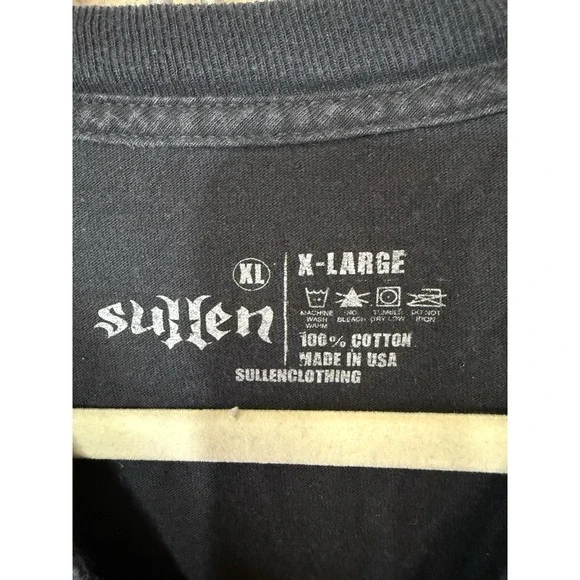 XL
sullen
X-LARGE
MACHINE WASH WARM
NO BLEACH
TUMBLE DRY LOW
DO NOT IRON
100% COTTON
MADE IN USA
SULLENCLOTHING